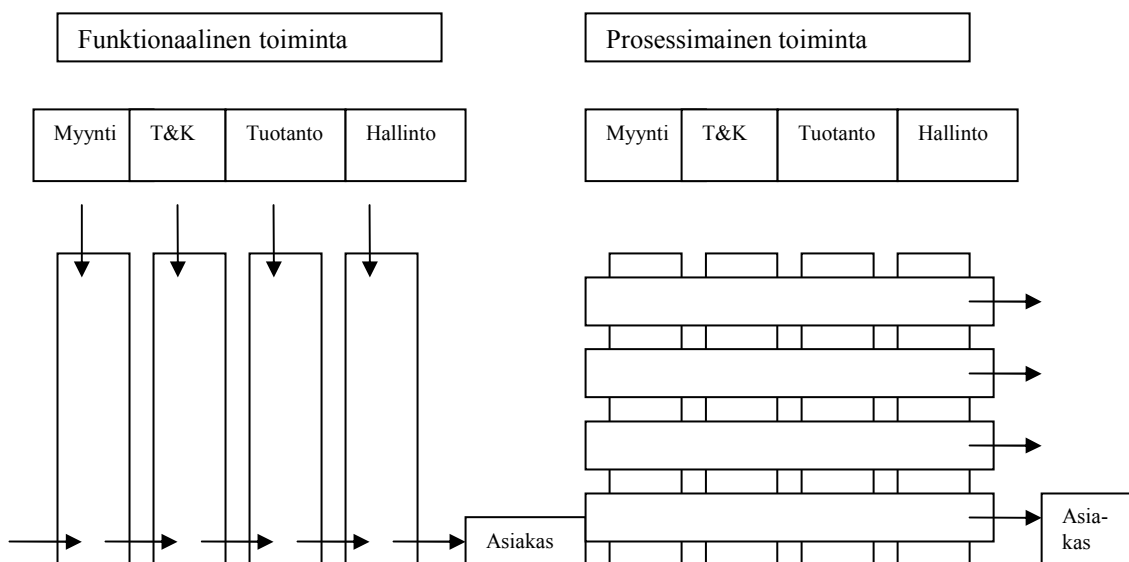 Funktionaalinen toiminta
Prosessimainen toiminta
Myynti T&K Tuotanto Hallinto
Myynti T&K Tuotanto Hallinto
Asiakas
Asia-
kas